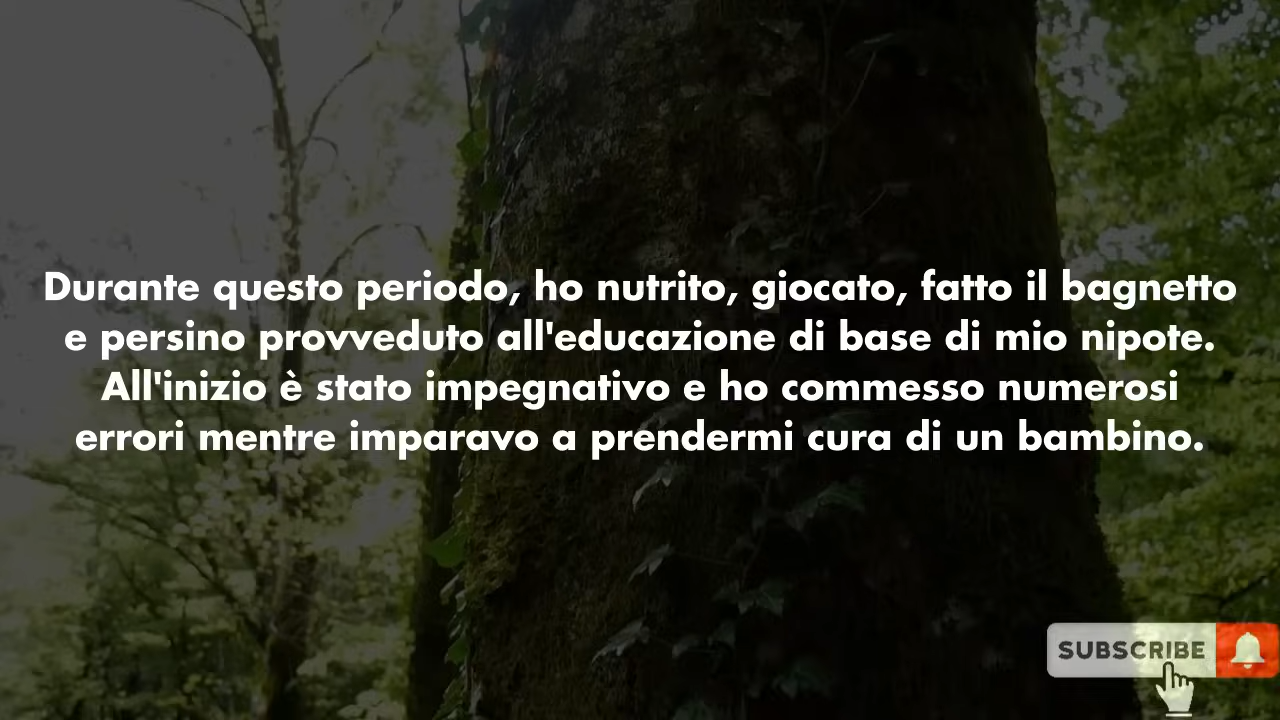 Durante questo periodo, ho nutrito, giocato, fatto il bagnetto
e persino provveduto all'educazione di base di mio nipote.
All'inizio è stato impegnativo e ho commesso numerosi
errori mentre imparavo a prendermi cura di un bambino.
SUBSCRIBE